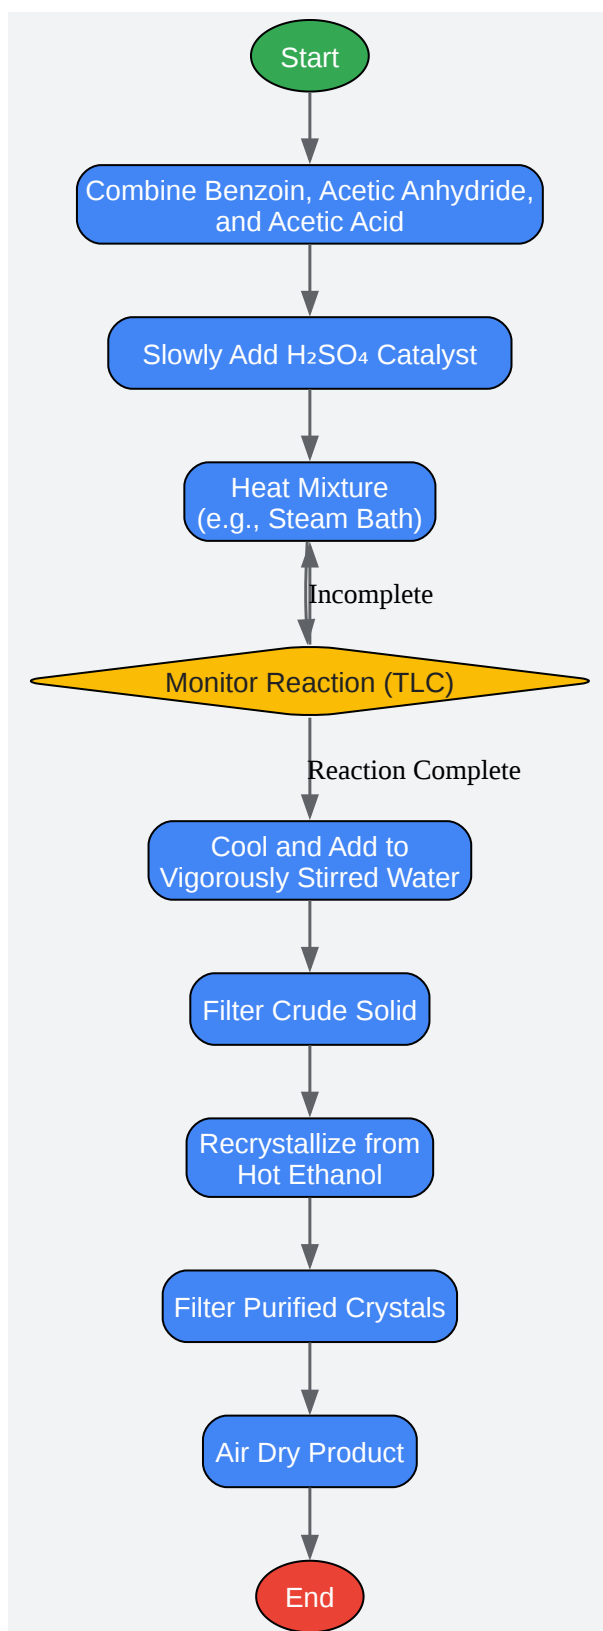 Start
Combine Benzoin, Acetic Anhydride,
and Acetic Acid
Slowly Add H₂SO₄ Catalyst
Heat Mixture
(e.g., Steam Bath)
Incomplete
Monitor Reaction (TLC)
Reaction Complete
Cool and Add to
Vigorously Stirred Water
Filter Crude Solid
Recrystallize from
Hot Ethanol
Filter Purified Crystals
Air Dry Product
End